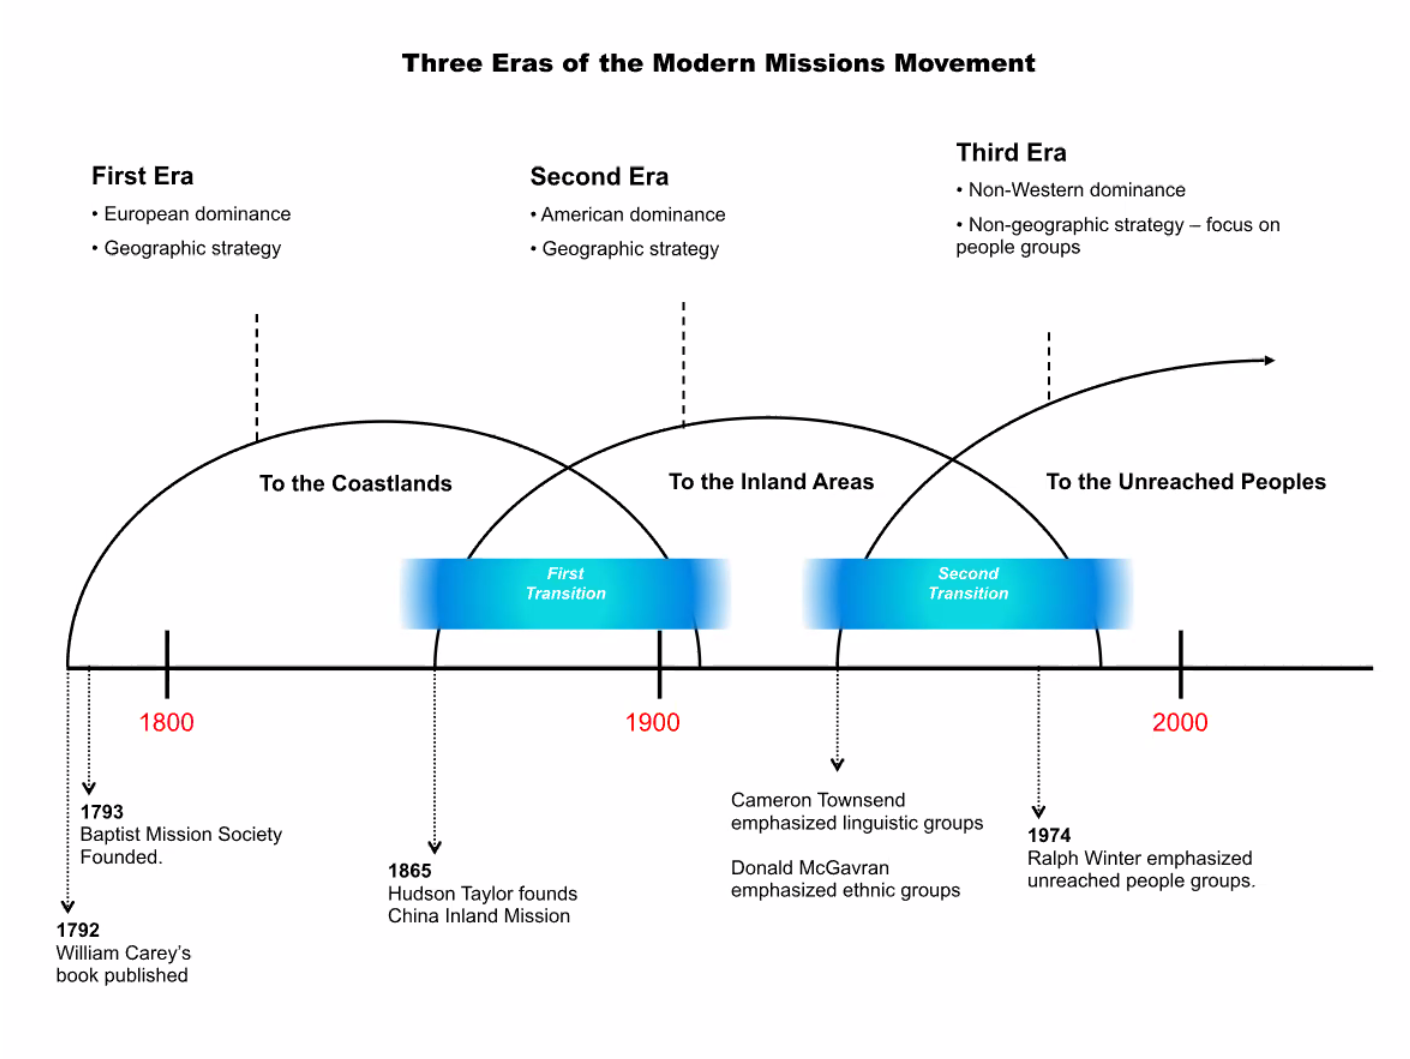 Three Eras of the Modern Missions Movement
First Era
• European dominance
• Geographic strategy
Second Era
• American dominance
• Geographic strategy
Third Era
• Non-Western dominance
• Non-geographic strategy – focus on
people groups
To the Coastlands
To the Inland Areas
To the Unreached Peoples
First
Transition
Second
Transition
1800
1900
2000
1793
Baptist Mission Society
Founded.
1792
William Carey’s
book published
1865
Hudson Taylor founds
China Inland Mission
Cameron Townsend
emphasized linguistic groups
Donald McGavran
emphasized ethnic groups
1974
Ralph Winter emphasized
unreached people groups.